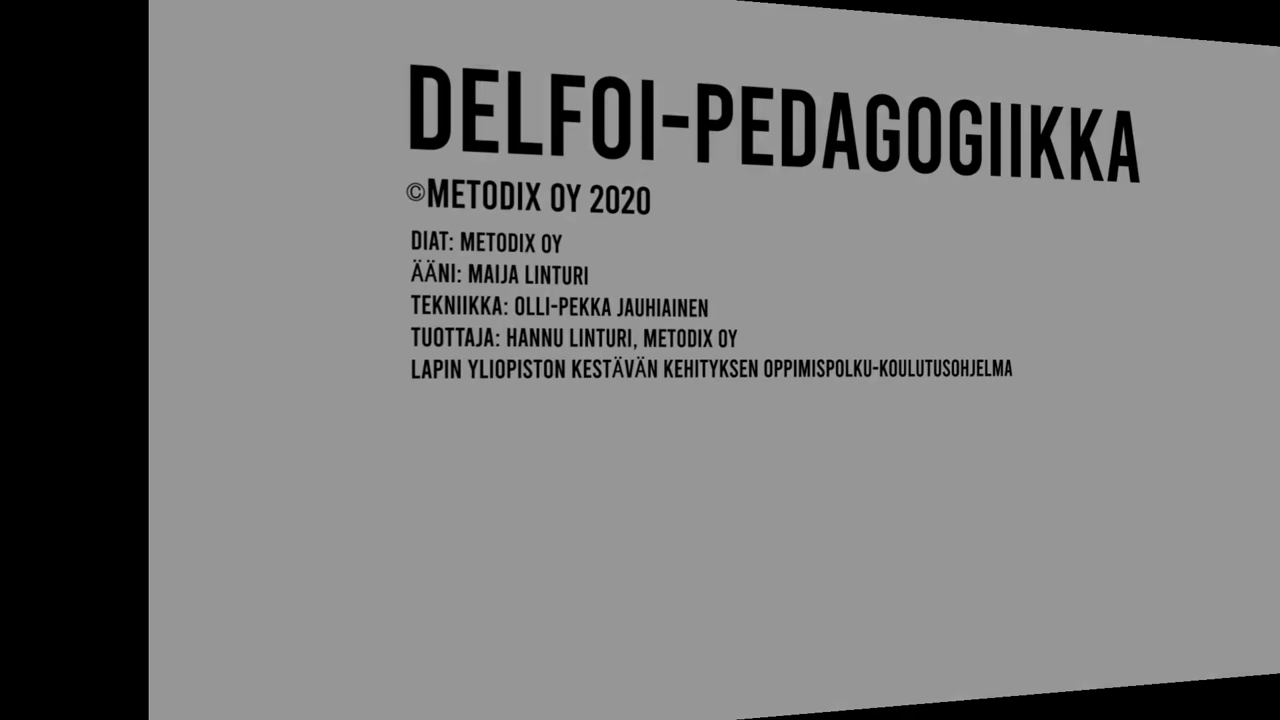 DELFOI-PEDAGOGIIKKA
©METODIX OY 2020
DIAT: METODIX OY
ÄÄNI: MAIJA LINTURI
TEKNIIKKA: OLLI-PEKKA JAUHIAINEN
TUOTTAJA: HANNU LINTURI, METODIX OY
LAPIN YLIOPISTON KESTÄVÄN KEHITYKSEN OPPIMISPOLKU-KOULUTUSOHJELMA